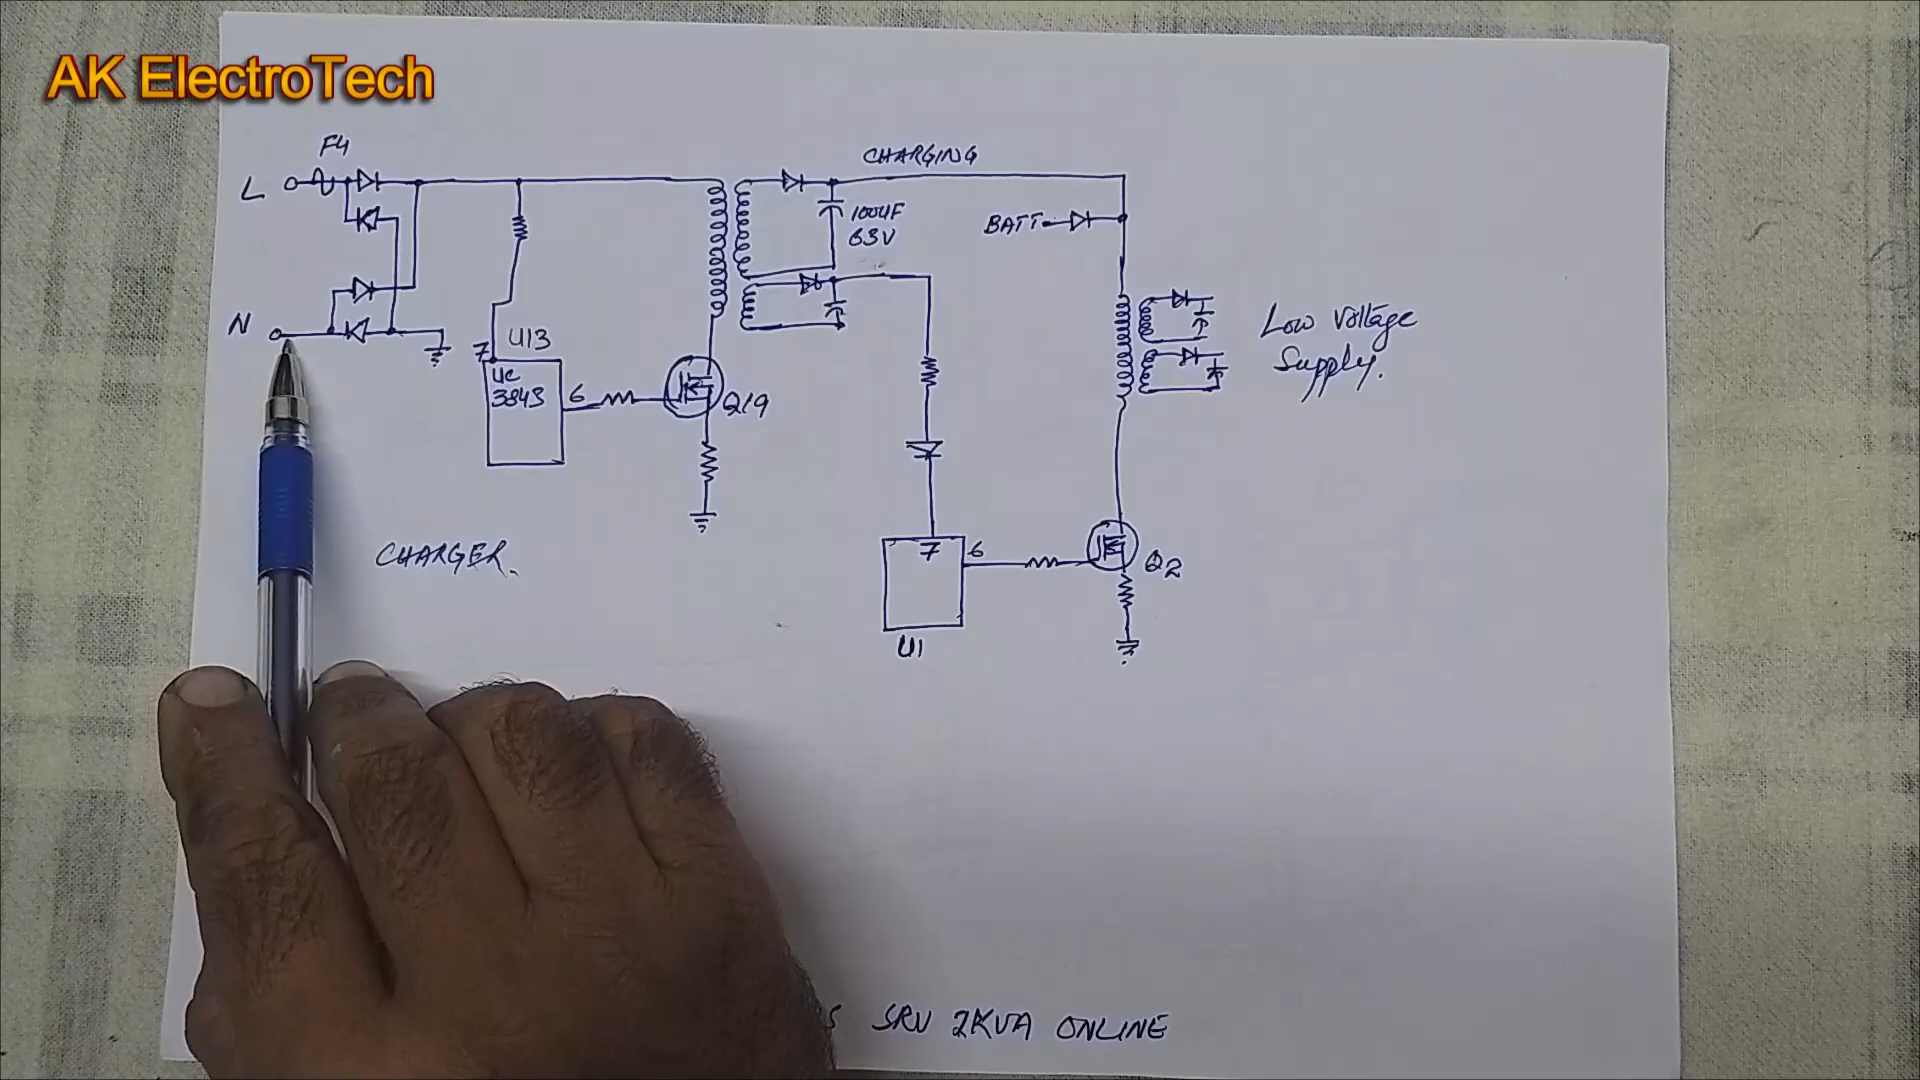 AK ElectroTech
F4
L
CHARGING
100UF
63V
BATT
N
U13
7
UC
3843
6
Q19
Low Voltage
Supply.
CHARGER.
7
6
Q2
U1
S SRV 2KVA ONLINE